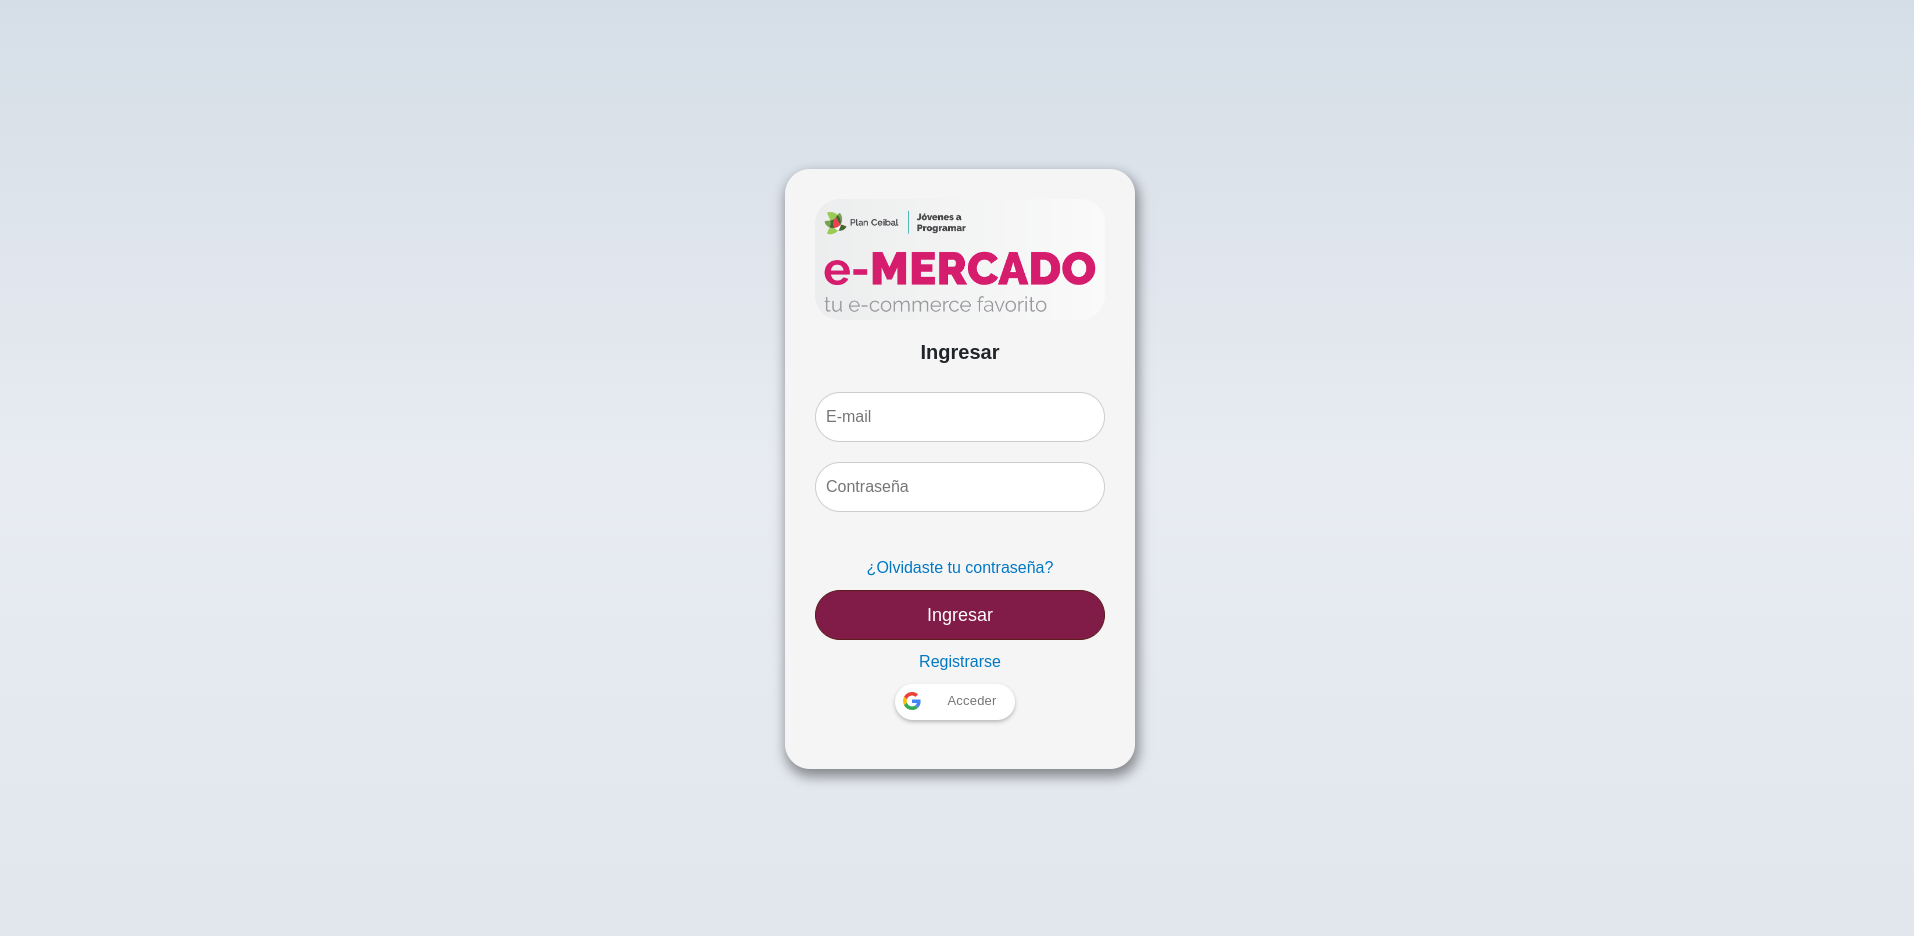 Plan Ceibal
Jóvenes a
Programar
e-MERCADO
tu e-commerce favorito
Ingresar
E-mail
Contraseña
¿Olvidaste tu contraseña?
Ingresar
Registrarse
Acceder